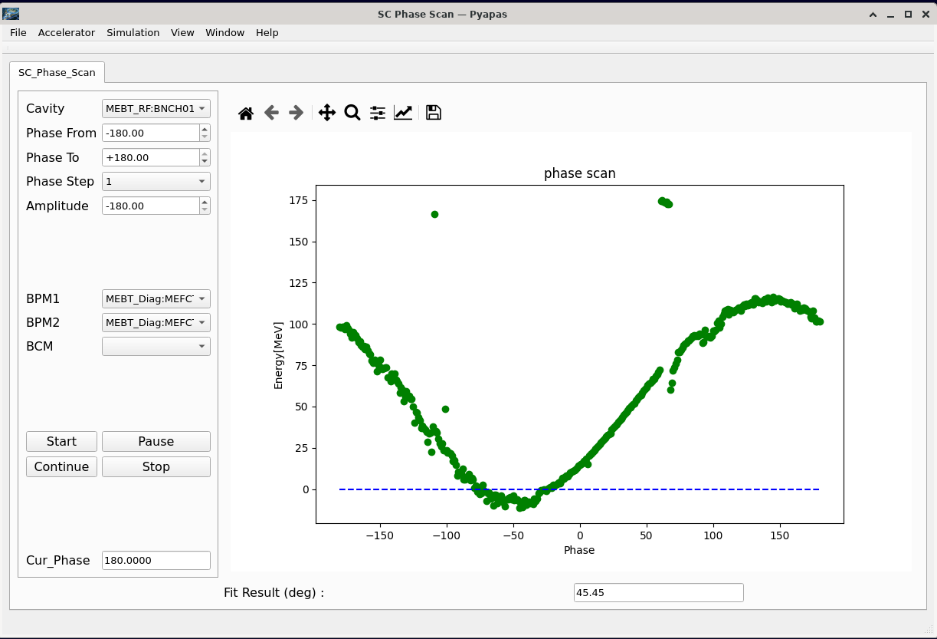 SC Phase Scan — Pyapas
File Accelerator Simulation View Window Help
SC_Phase_Scan
Cavity MEBT_RF:BNCH01
Phase From -180.00
Phase To +180.00
Phase Step 1
Amplitude -180.00
BPM1 MEBT_Diag:MEFC
BPM2 MEBT_Diag:MEFC
BCM
Start Pause
Continue Stop
Cur_Phase 180.0000
phase scan
175
150
125
100
75
50
25
0
Energy[MeV]
−150 −100 −50 0 50 100 150
Phase
Fit Result (deg) : 45.45